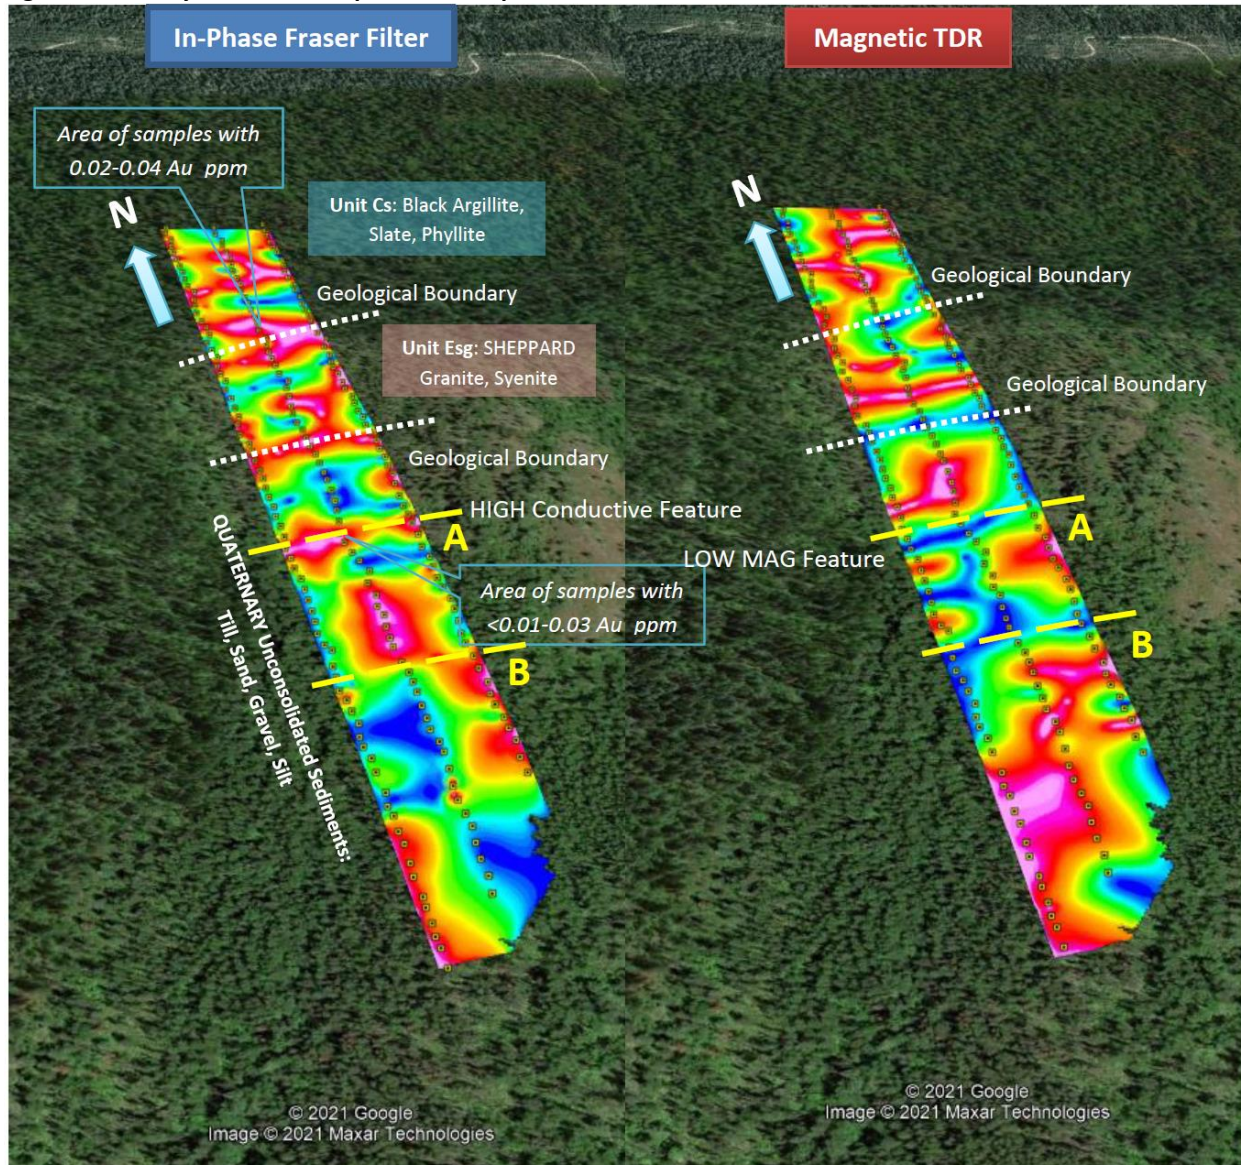 In-Phase Fraser Filter
Magnetic TDR
Area of samples with
0.02-0.04 Au ppm
N
Unit Cs: Black Argillite,
Slate, Phyllite
Geological Boundary
Unit Esg: SHEPPARD
Granite, Syenite
Geological Boundary
HIGH Conductive Feature
A
Area of samples with
<0.01-0.03 Au ppm
B
QUATERNARY Unconsolidated Sediments:
Till, Sand, Gravel, Silt
© 2021 Google
Image © 2021 Maxar Technologies
N
Geological Boundary
Geological Boundary
A
LOW MAG Feature
B
© 2021 Google
Image © 2021 Maxar Technologies